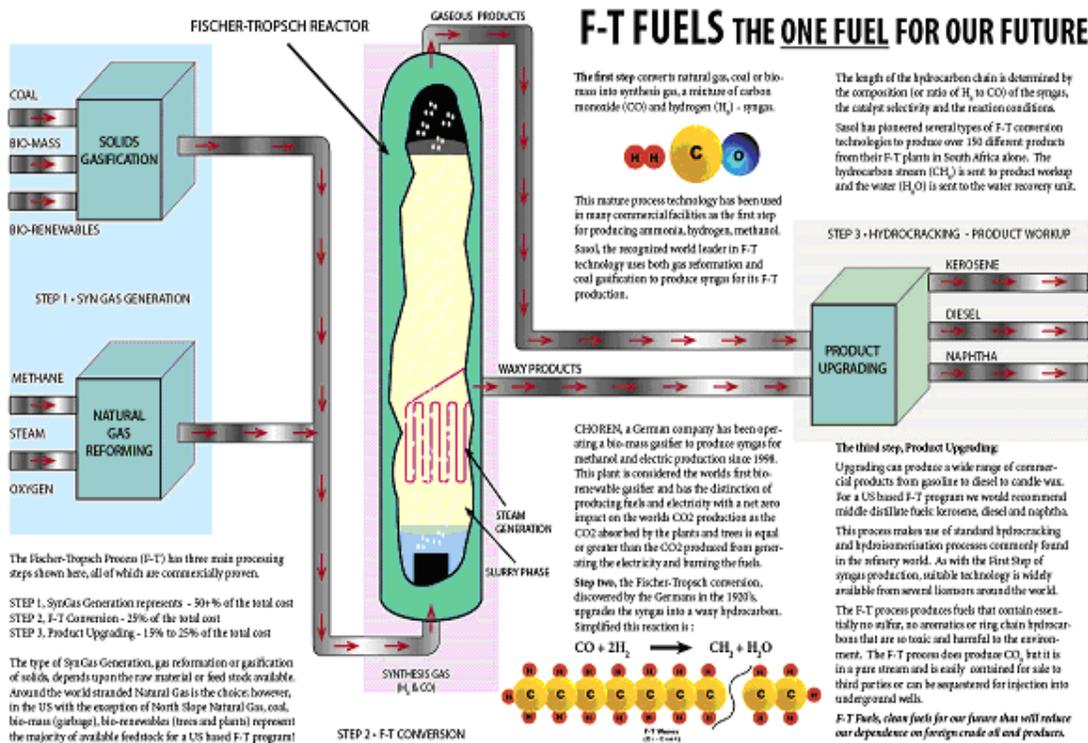 F-T FUELS THE ONE FUEL FOR OUR FUTURE
FISCHER-TROPSCH REACTOR
GASEOUS PRODUCTS
COAL
BIO-MASS
BIO-RENEWABLES
SOLIDS
GASIFICATION
STEP 1 • SYN GAS GENERATION
METHANE
STEAM
OXYGEN
NATURAL
GAS
REFORMING
The Fischer-Tropsch Process (F-T) has three main processing
steps shown here, all of which are commercially proven.
STEP 1, SynGas Generation represents - 50+% of the total cost
STEP 2, F-T Conversion - 25% of the total cost
STEP 3, Product Upgrading - 15% to 25% of the total cost
The type of SynGas Generation, gas reformation or gasification
of solids, depends upon the raw material or feed stock available.
Around the world stranded Natural Gas is the choice; however,
in the US with the exception of North Slope Natural Gas, coal,
bio-mass (garbage), bio-renewables (trees and plants) represent
the majority of available feedstock for a US based F-T program!
WAXY PRODUCTS
STEAM
GENERATION
SLURRY PHASE
SYNTHESIS GAS
(H2 & CO)
STEP 2 • F-T CONVERSION
The first step converts natural gas, coal or bio-
mass into synthesis gas, a mixture of carbon
monoxide (CO) and hydrogen (H2) - syngas.
H H C O
This mature process technology has been used
in many commercial facilities as the first step
for producing ammonia, hydrogen, methanol.
Sasol, the recognized world leader in F-T
technology uses both gas reformation and
coal gasification to produce syngas for its F-T
production.
CHOREN, a German company has been oper-
ating a bio-mass gasifier to produce syngas for
methanol and electric production since 1998.
This plant is considered the worlds first bio-
renewable gasifier and has the distinction of
producing fuels and electricity with a net zero
impact on the worlds CO2 production as the
CO2 absorbed by the plants and trees is equal
or greater than the CO2 produced from gener-
ating the electricity and burning the fuels.
Step two, the Fischer-Tropsch conversion,
discovered by the Germans in the 1920's,
upgrades the syngas into a waxy hydrocarbon.
Simplified this reaction is :
CO + 2H2 → CH2 + H2O
H H H H H H H H H H
H C C C C C C C C C C H
H H H H H H H H H H
F-T Waxes
The length of the hydrocarbon chain is determined by
the composition (or ratio of H2 to CO) of the syngas,
the catalyst selectivity and the reaction conditions.
Sasol has pioneered several types of F-T conversion
technologies to produce over 150 different products
from their F-T plants in South Africa alone. The
hydrocarbon stream (CH2) is sent to product workup
and the water (H2O) is sent to the water recovery unit.
STEP 3 • HYDROCRACKING - PRODUCT WORKUP
KEROSENE
DIESEL
NAPHTHA
PRODUCT
UPGRADING
The third step, Product Upgrading:
Upgrading can produce a wide range of commer-
cial products from gasoline to diesel to candle wax.
For a US based F-T program we would recommend
middle distillate fuels: kerosene, diesel and naphtha.
This process makes use of standard hydrocracking
and hydroisomerisation processes commonly found
in the refinery world. As with the First Step of
syngas production, suitable technology is widely
available from several licensors around the world.
The F-T process produces fuels that contain essen-
tially no sulfur, no aromatics or ring chain hydrocar-
bons that are so toxic and harmful to the environ-
ment. The F-T process does produce CO2 but it is
in a pure stream and is easily contained for sale to
third parties or can be sequestered for injection into
underground wells.
F-T Fuels, clean fuels for our future that will reduce
our dependence on foreign crude oil and products.